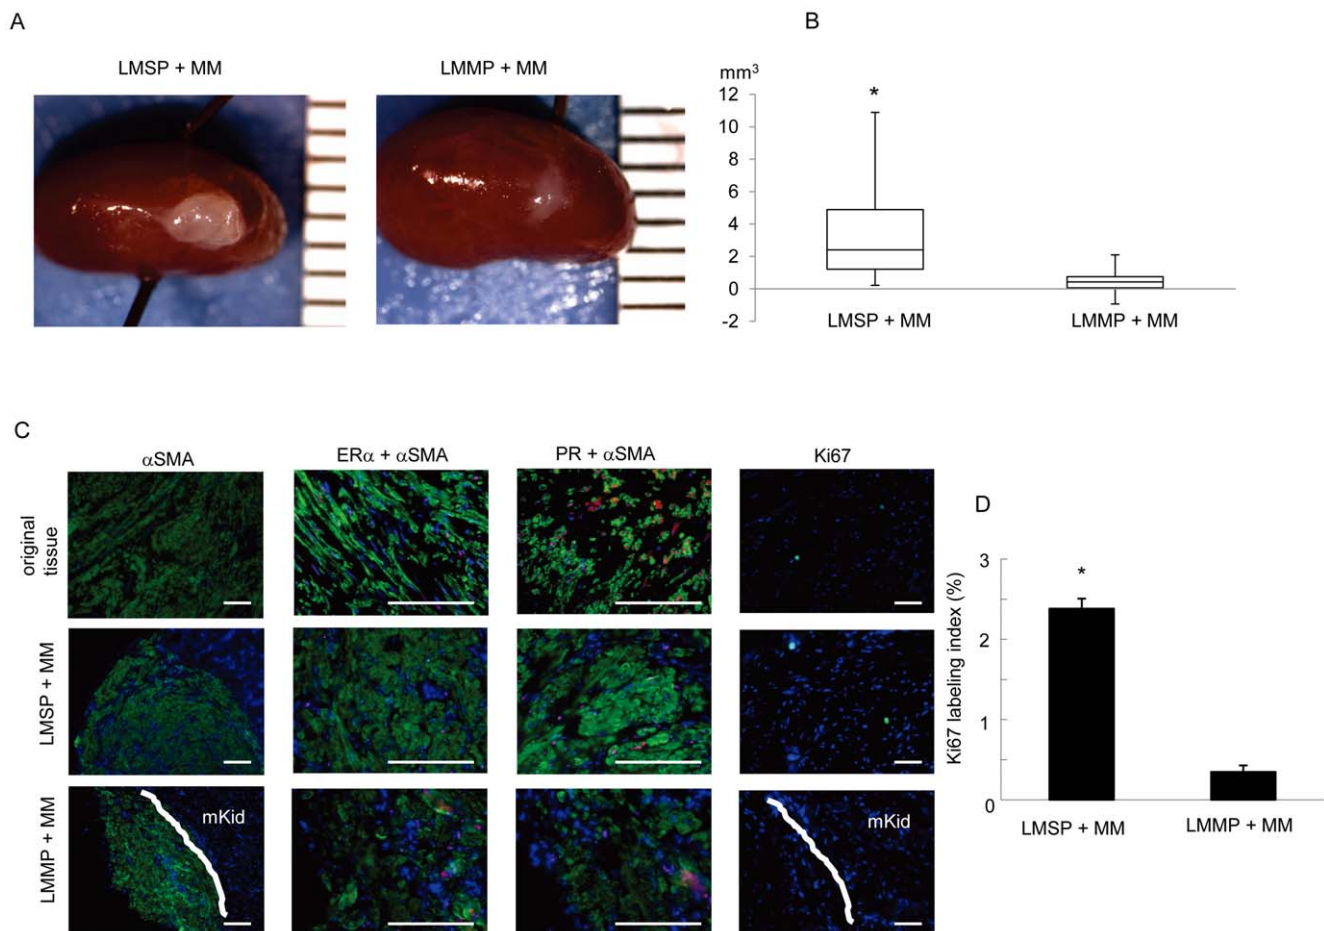 A
LMSP + MM
LMMP + MM
B
mm³
12
10
8
6
4
2
0
-2
*
LMSP + MM
LMMP + MM
C
αSMA
ERα + αSMA
PR + αSMA
Ki67
original
tissue
LMSP + MM
LMMP + MM
mKid
mKid
D
Ki67 labeling index (%)
3
2
1
0
*
LMSP + MM
LMMP + MM